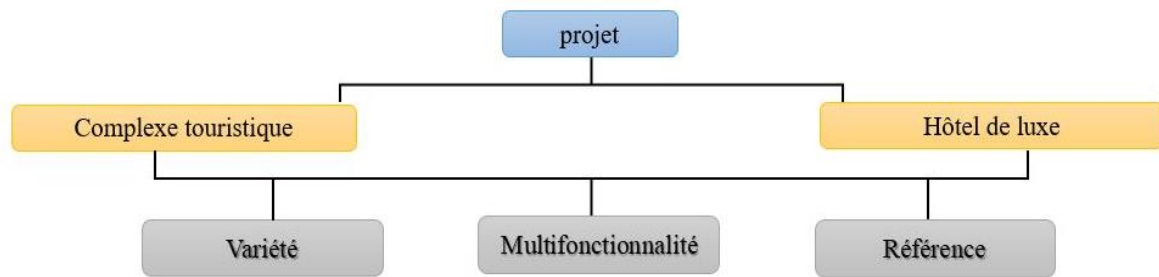 projet
Complexe touristique
Hôtel de luxe
Variété
Multifonctionnalité
Référence